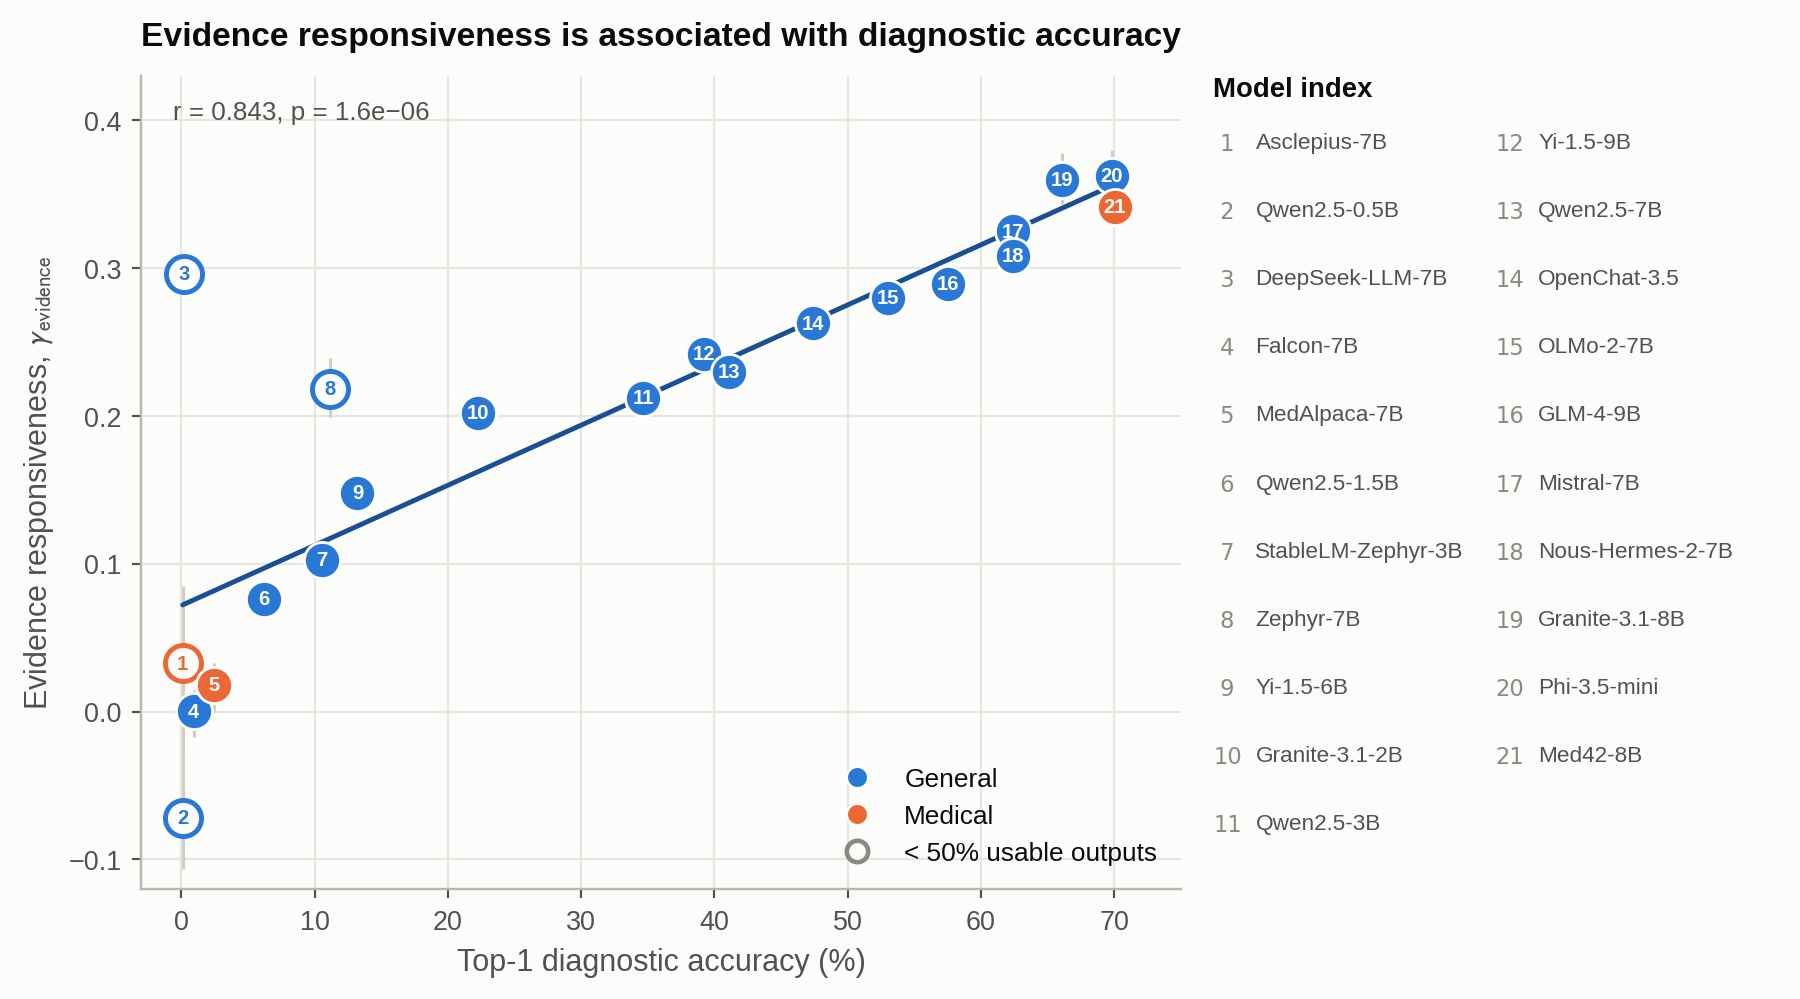 Evidence responsiveness is associated with diagnostic accuracy
r = 0.843, p = 1.6e−06
Evidence responsiveness, γevidence
0.4
0.3
0.2
0.1
0.0
−0.1
0 10 20 30 40 50 60 70
Top-1 diagnostic accuracy (%)
3
8
10
9
7
6
1
5
4
2
11
12
13
14
15
16
17
18
19
20
21
General
Medical
< 50% usable outputs
Model index
1 Asclepius-7B
2 Qwen2.5-0.5B
3 DeepSeek-LLM-7B
4 Falcon-7B
5 MedAlpaca-7B
6 Qwen2.5-1.5B
7 StableLM-Zephyr-3B
8 Zephyr-7B
9 Yi-1.5-6B
10 Granite-3.1-2B
11 Qwen2.5-3B
12 Yi-1.5-9B
13 Qwen2.5-7B
14 OpenChat-3.5
15 OLMo-2-7B
16 GLM-4-9B
17 Mistral-7B
18 Nous-Hermes-2-7B
19 Granite-3.1-8B
20 Phi-3.5-mini
21 Med42-8B